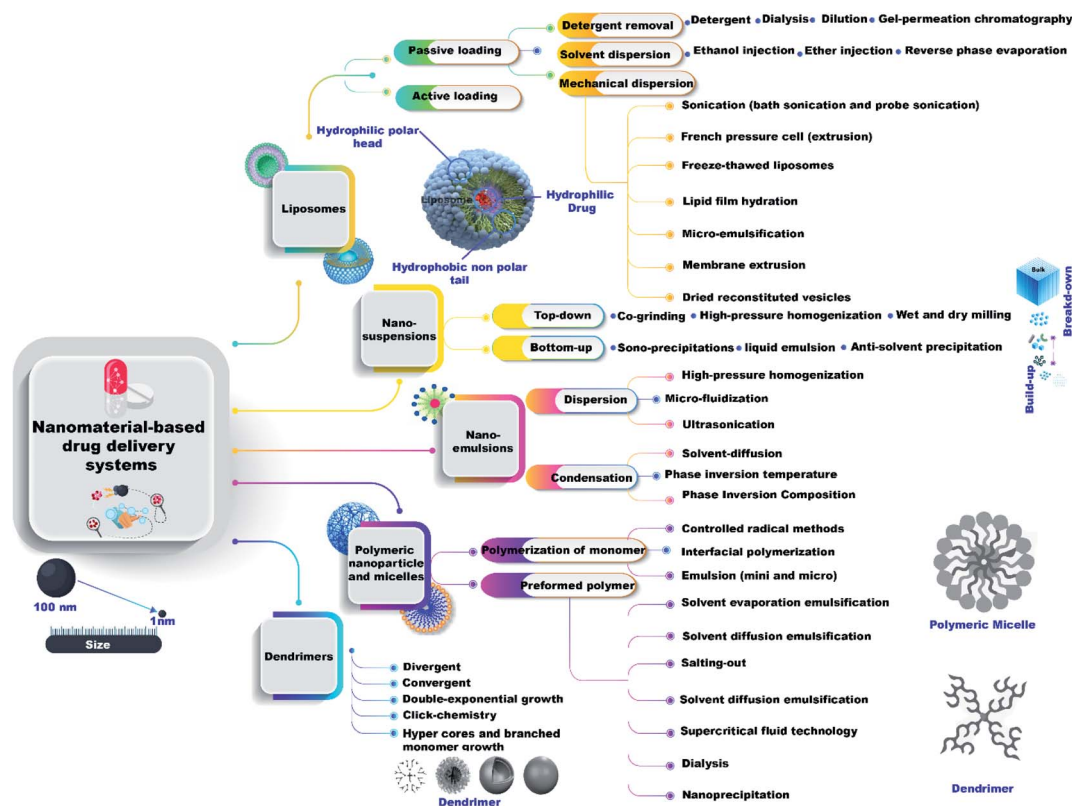 Nanomaterial-based
drug delivery
systems
100 nm
1nm
Size
Liposomes
Passive loading
Active loading
Detergent removal
Detergent
Dialysis
Dilution
Gel-permeation chromatography
Solvent dispersion
Ethanol injection
Ether injection
Reverse phase evaporation
Mechanical dispersion
Sonication (bath sonication and probe sonication)
French pressure cell (extrusion)
Freeze-thawed liposomes
Lipid film hydration
Micro-emulsification
Membrane extrusion
Dried reconstituted vesicles
Hydrophilic polar
head
Liposome
Hydrophilic
Drug
Hydrophobic non polar
tail
Nano-
suspensions
Top-down
Co-grinding
High-pressure homogenization
Wet and dry milling
Bottom-up
Sono-precipitations
liquid emulsion
Anti-solvent precipitation
Bulk
Breakd-own
Build-up
Nano-
emulsions
Dispersion
High-pressure homogenization
Micro-fluidization
Ultrasonication
Condensation
Solvent-diffusion
Phase inversion temperature
Phase Inversion Composition
Polymeric
nanoparticle
and micelles
Polymerization of monomer
Controlled radical methods
Interfacial polymerization
Emulsion (mini and micro)
Preformed polymer
Solvent evaporation emulsification
Solvent diffusion emulsification
Salting-out
Solvent diffusion emulsification
Supercritical fluid technology
Dialysis
Nanoprecipitation
Polymeric Micelle
Dendrimer
Dendrimers
Divergent
Convergent
Double-exponential growth
Click-chemistry
Hyper cores and branched
monomer growth
Dendrimer